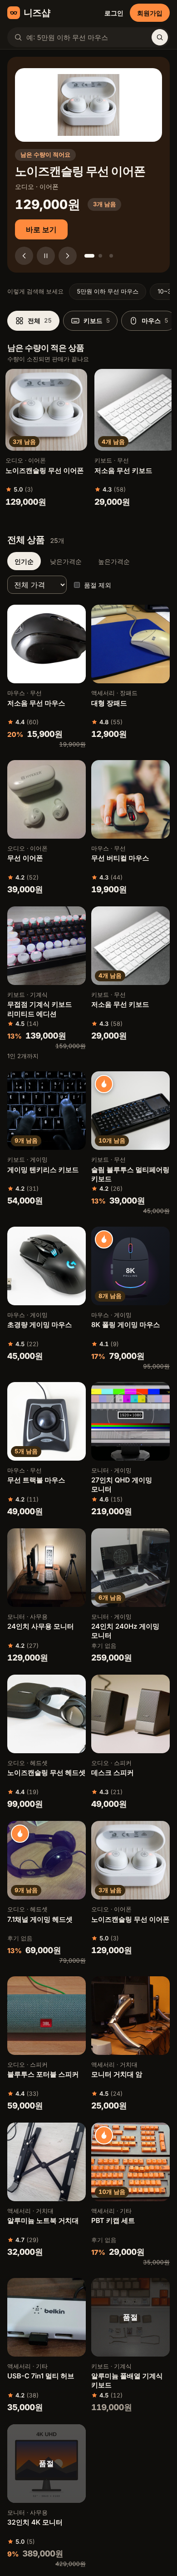 니즈샵
로그인
회원가입
예: 5만원 이하 무선 마우스
남은 수량이 적어요
노이즈캔슬링 무선 이어폰
오디오 · 이어폰
129,000원 3개 남음
바로 보기
이렇게 검색해 보세요 5만원 이하 무선 마우스 10~
전체 25 키보드 5 마우스 5
남은 수량이 적은 상품
수량이 소진되면 판매가 끝나요
3개 남음 4개 남음
오디오 · 이어폰
노이즈캔슬링 무선 이어폰
★ 5.0 (3)
129,000원
키보드 · 무선
저소음 무선 키보드
★ 4.3 (58)
29,000원
전체 상품 25개
인기순 낮은가격순 높은가격순
전체 가격 품절 제외
마우스 · 무선
저소음 무선 마우스
★ 4.4 (60)
20% 15,900원
19,900원
액세서리 · 장패드
대형 장패드
★ 4.8 (55)
12,900원
오디오 · 이어폰
무선 이어폰
★ 4.2 (52)
39,000원
마우스 · 무선
무선 버티컬 마우스
★ 4.3 (44)
19,900원
키보드 · 기계식
무접점 기계식 키보드
리미티드 에디션
★ 4.5 (14)
13% 139,000원
159,000원
1인 2개까지
4개 남음
키보드 · 무선
저소음 무선 키보드
★ 4.3 (58)
29,000원
9개 남음
키보드 · 게이밍
게이밍 텐키리스 키보드
★ 4.2 (31)
54,000원
10개 남음
키보드 · 무선
슬림 블루투스 멀티페어링
키보드
★ 4.2 (26)
13% 39,000원
45,000원
마우스 · 게이밍
초경량 게이밍 마우스
★ 4.5 (22)
45,000원
8K
8개 남음
마우스 · 게이밍
8K 폴링 게이밍 마우스
★ 4.1 (9)
17% 79,000원
95,000원
5개 남음
마우스 · 무선
무선 트랙볼 마우스
★ 4.2 (11)
49,000원
모니터 · 게이밍
27인치 QHD 게이밍
모니터
★ 4.6 (15)
219,000원
모니터 · 사무용
24인치 사무용 모니터
★ 4.2 (27)
129,000원
6개 남음
모니터 · 게이밍
24인치 240Hz 게이밍
모니터
후기 없음
259,000원
오디오 · 헤드셋
노이즈캔슬링 무선 헤드셋
★ 4.4 (19)
99,000원
오디오 · 스피커
데스크 스피커
★ 4.3 (21)
49,000원
9개 남음
오디오 · 헤드셋
7.1채널 게이밍 헤드셋
후기 없음
13% 69,000원
79,000원
3개 남음
오디오 · 이어폰
노이즈캔슬링 무선 이어폰
★ 5.0 (3)
129,000원
JBL
오디오 · 스피커
블루투스 포터블 스피커
★ 4.4 (33)
59,000원
액세서리 · 거치대
모니터 거치대 암
★ 4.5 (24)
25,000원
액세서리 · 거치대
알루미늄 노트북 거치대
★ 4.7 (29)
32,000원
10개 남음
액세서리 · 기타
PBT 키캡 세트
후기 없음
17% 29,000원
35,000원
belkin
액세서리 · 기타
USB-C 7in1 멀티 허브
★ 4.2 (38)
35,000원
품절
키보드 · 기계식
알루미늄 풀배열 기계식
키보드
★ 4.5 (12)
119,000원
4K UHD
품절
모니터 · 사무용
32인치 4K 모니터
★ 5.0 (5)
9% 389,000원
429,000원